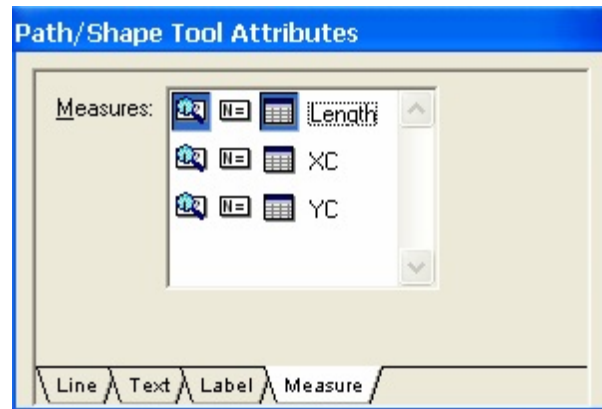 Path/Shape Tool Attributes
Measures: N= Length
N= XC
N= YC
Line Text Label Measure